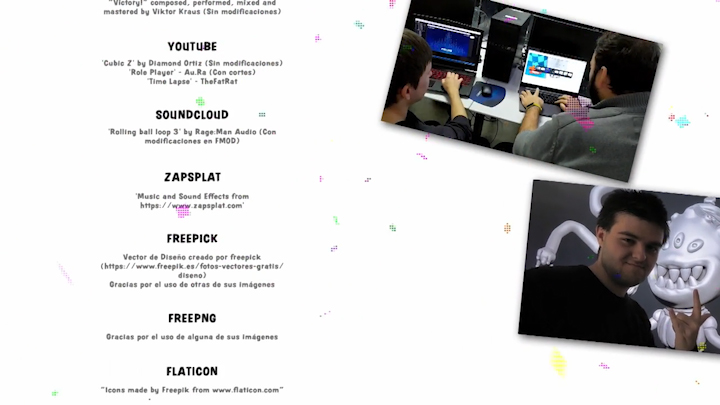 "Victory!" composed, performed, mixed and
mastered by Viktor Kraus (Sin modificaciones)
YOUTUBE
'Cubic Z' by Diamond Ortiz (Sin modificaciones)
'Role Player' - Au.Ra (Con cortes)
'Time Lapse' - TheFatRat
SOUNDCLOUD
'Rolling ball loop 3' by Rage:Man Audio (Con
modificaciones en FMOD)
ZAPSPLAT
'Music and Sound Effects from
https://www.zapsplat.com'
FREEPICK
Vector de Diseño creado por freepick
(https://www.freepik.es/fotos-vectores-gratis/
diseno)
Gracias por el uso de otras de sus imágenes
FREEPNG
Gracias por el uso de alguna de sus imágenes
FLATICON
"Icons made by Freepik from www.flaticon.com"